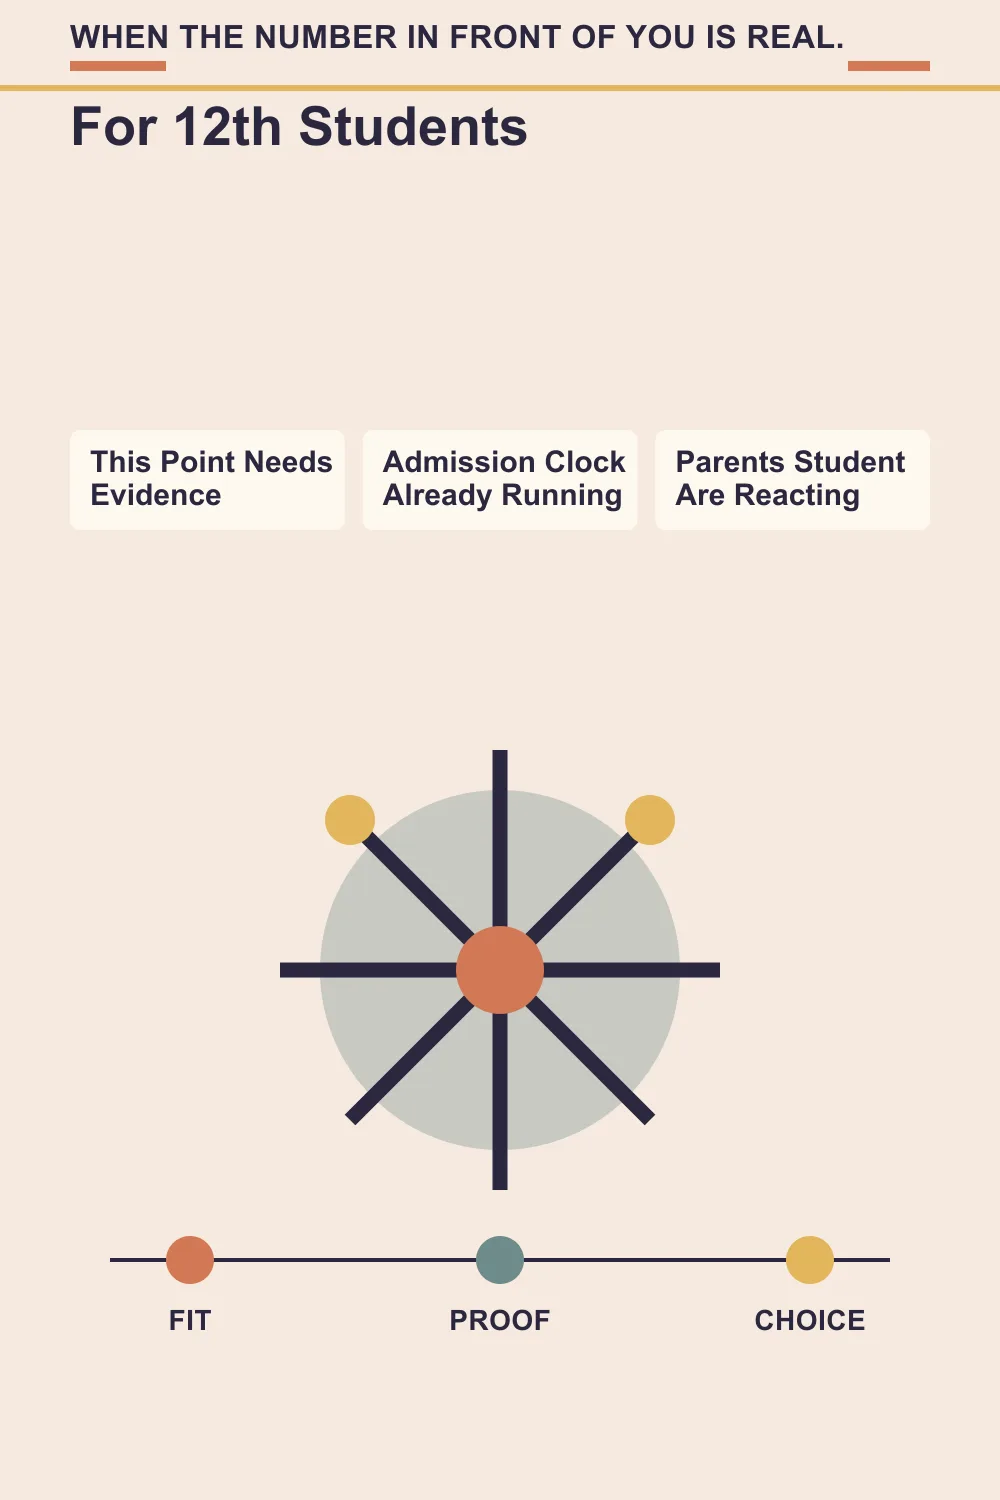 WHEN THE NUMBER IN FRONT OF YOU IS REAL.
For 12th Students
This Point Needs
Evidence
Admission Clock
Already Running
Parents Student
Are Reacting
FIT
PROOF
CHOICE